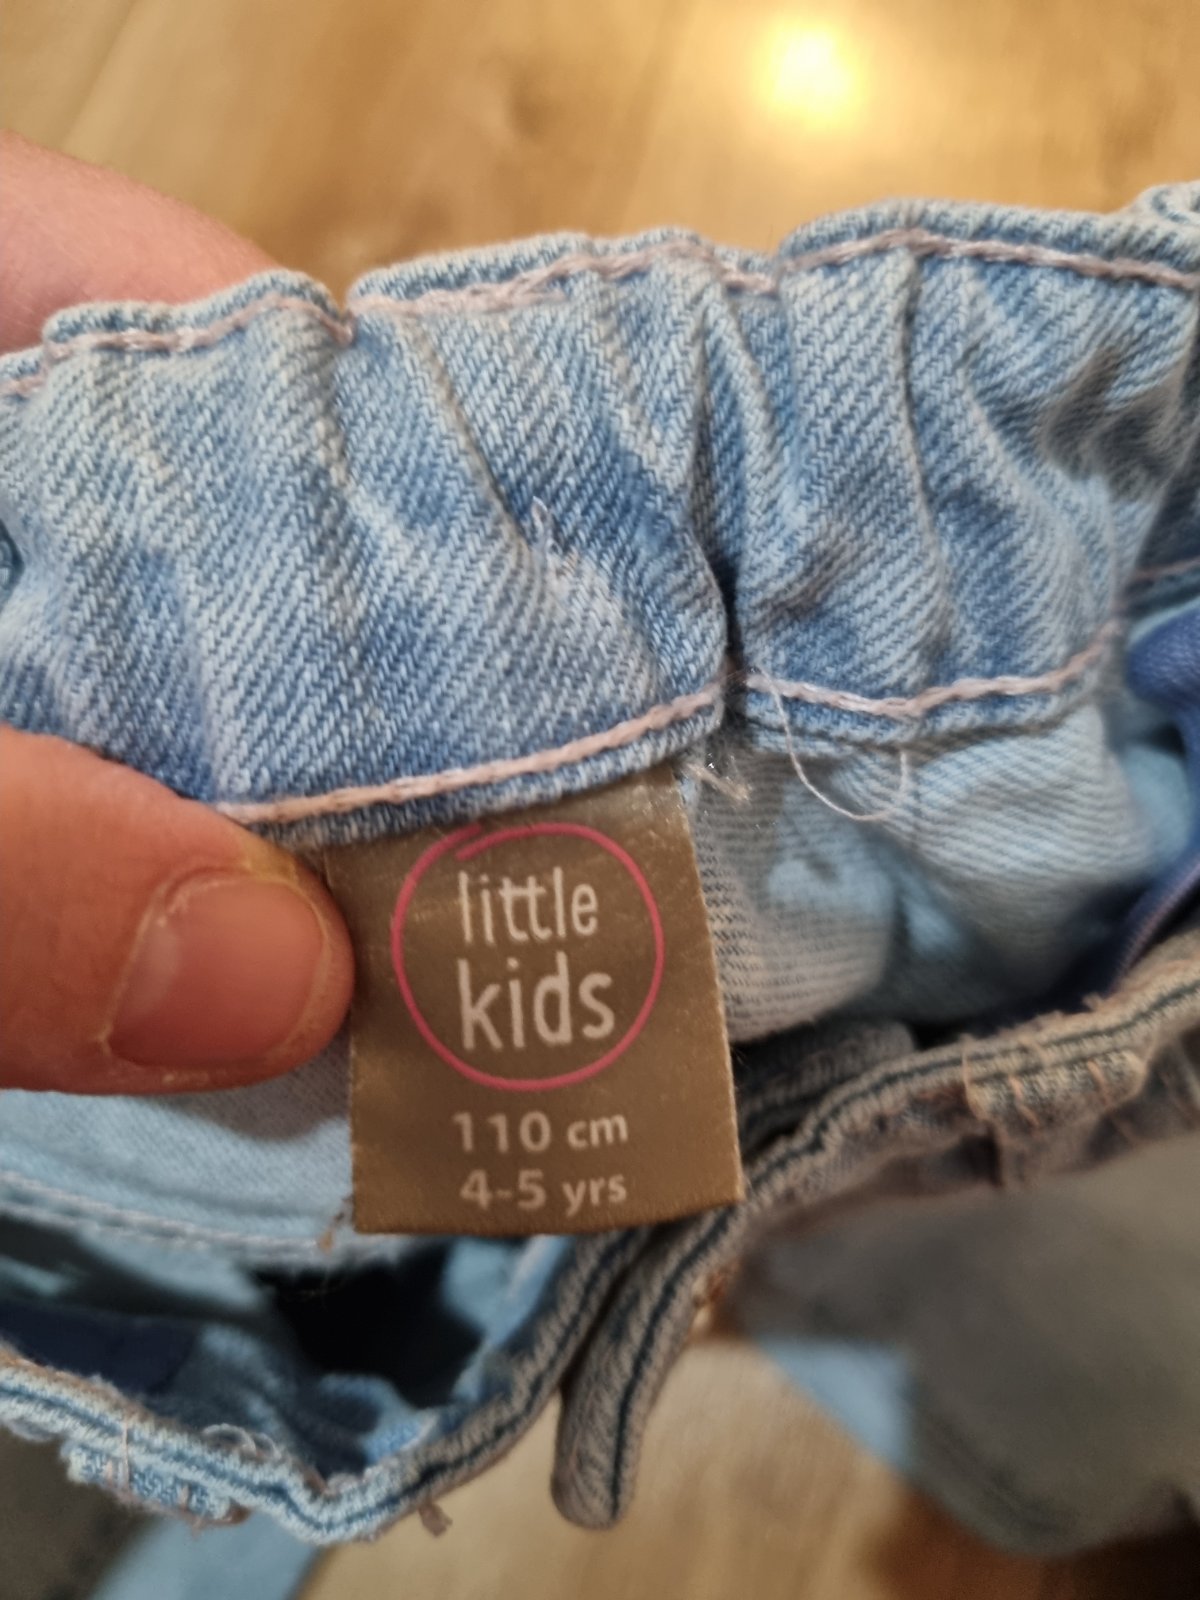 little
kids
110 cm
4-5 yrs